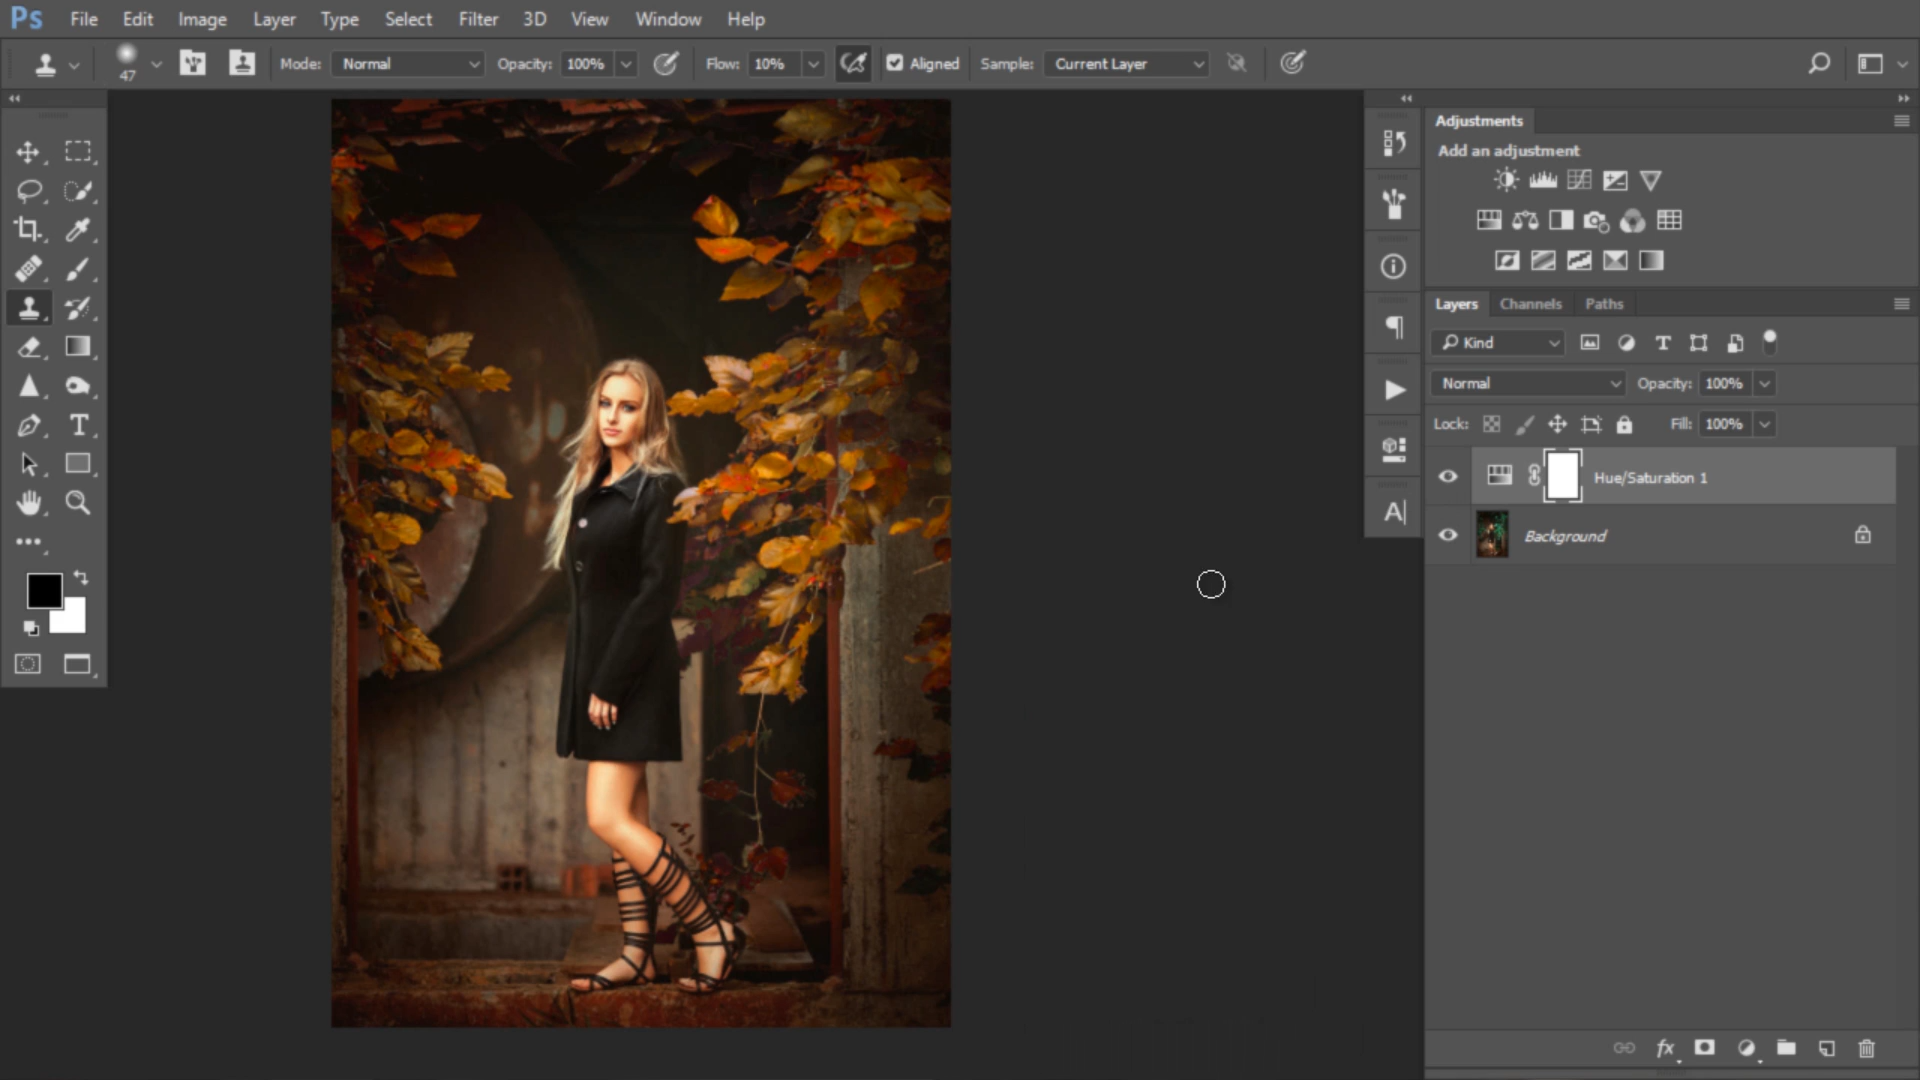 Ps File Edit Image Layer Type Select Filter 3D View Window Help
47 Mode: Normal Opacity: 100% Flow: 10% Aligned Sample: Current Layer
Adjustments
Add an adjustment
Layers Channels Paths
Kind
Normal Opacity: 100%
Lock: Fill: 100%
Hue/Saturation 1
Background
fx